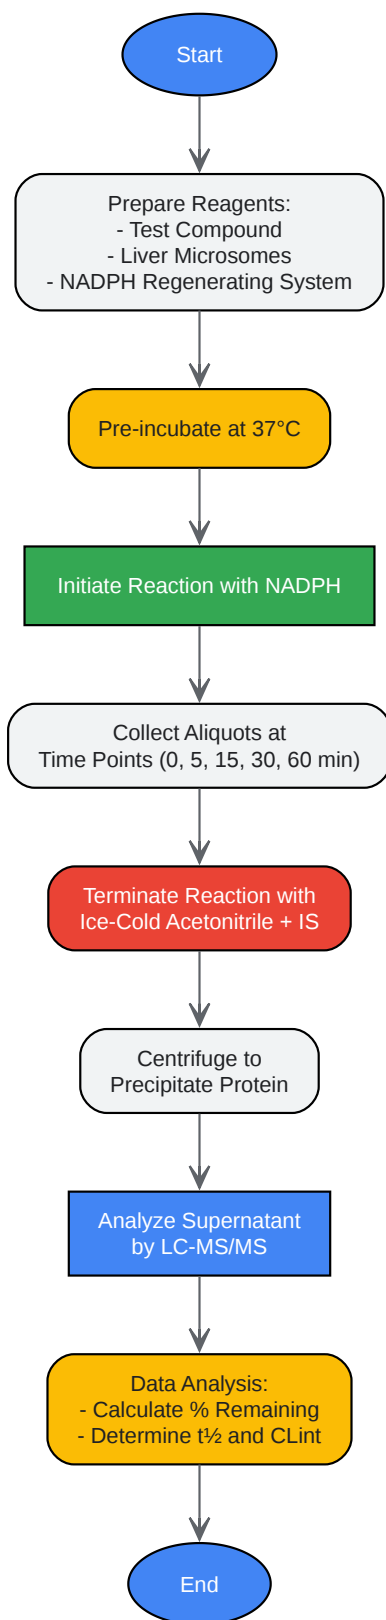 Start
Prepare Reagents:
- Test Compound
- Liver Microsomes
- NADPH Regenerating System
Pre-incubate at 37°C
Initiate Reaction with NADPH
Collect Aliquots at
Time Points (0, 5, 15, 30, 60 min)
Terminate Reaction with
Ice-Cold Acetonitrile + IS
Centrifuge to
Precipitate Protein
Analyze Supernatant
by LC-MS/MS
Data Analysis:
- Calculate % Remaining
- Determine t½ and CLint
End